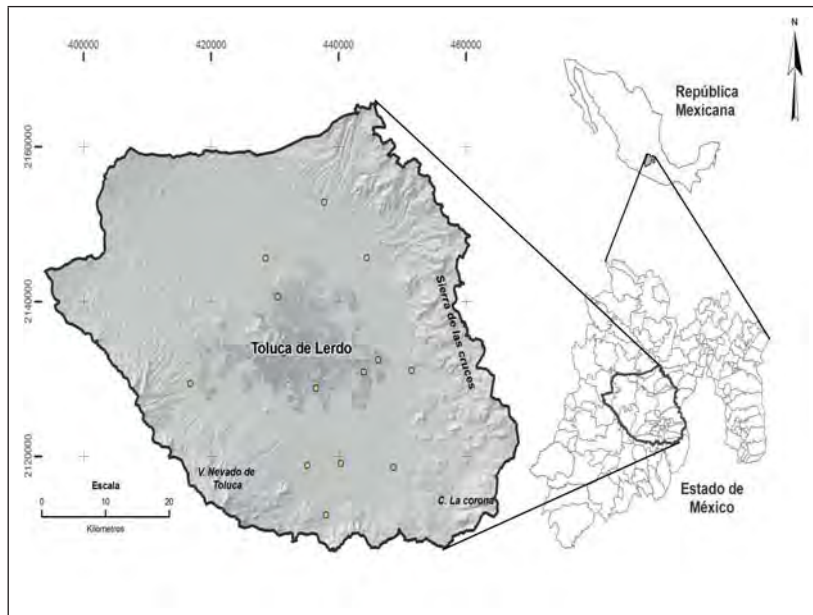 400000
420000
440000
460000
N
República
Mexicana
2160000
2140000
2120000
Sierra de las cruces
Toluca de Lerdo
V. Nevado de
Toluca
C. La corona
Escala
0
10
20
Kilometros
Estado de
México